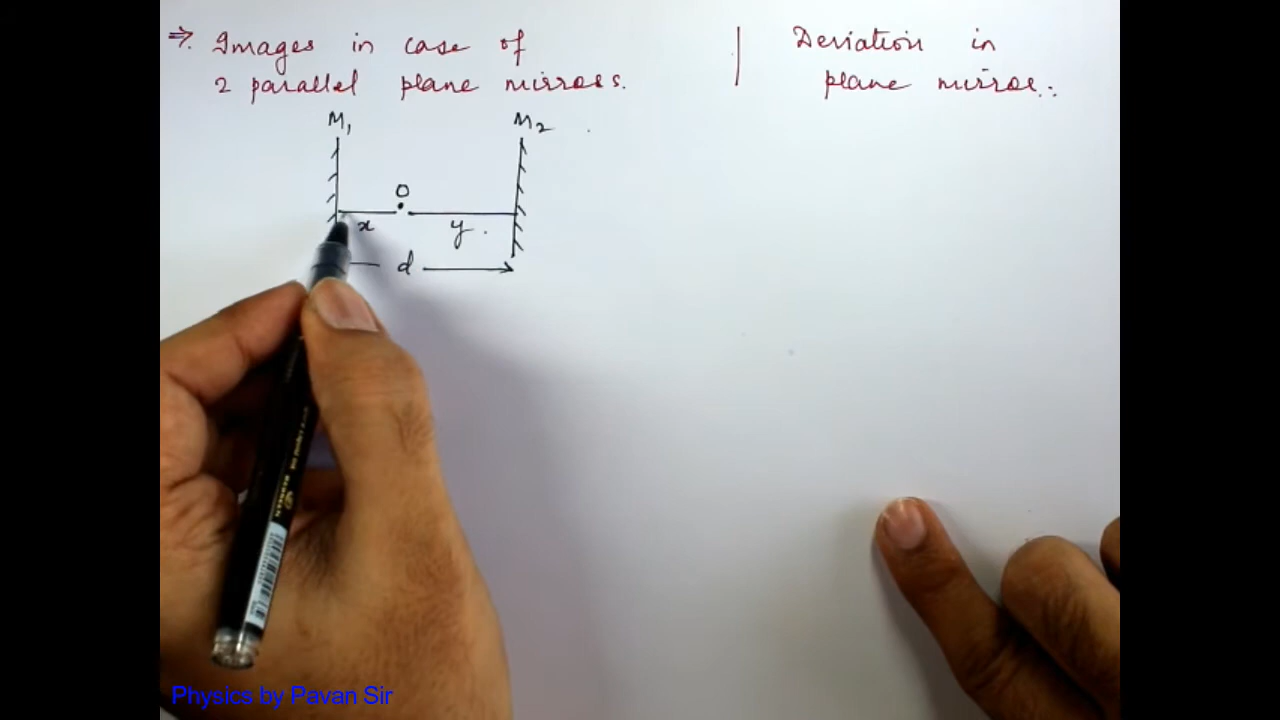 ⇒. Images in case of
2 parallel plane mirrors.
Deviation in
plane mirror.:
M₁ M₂
O
x y.
d
Physics by Pavan Sir